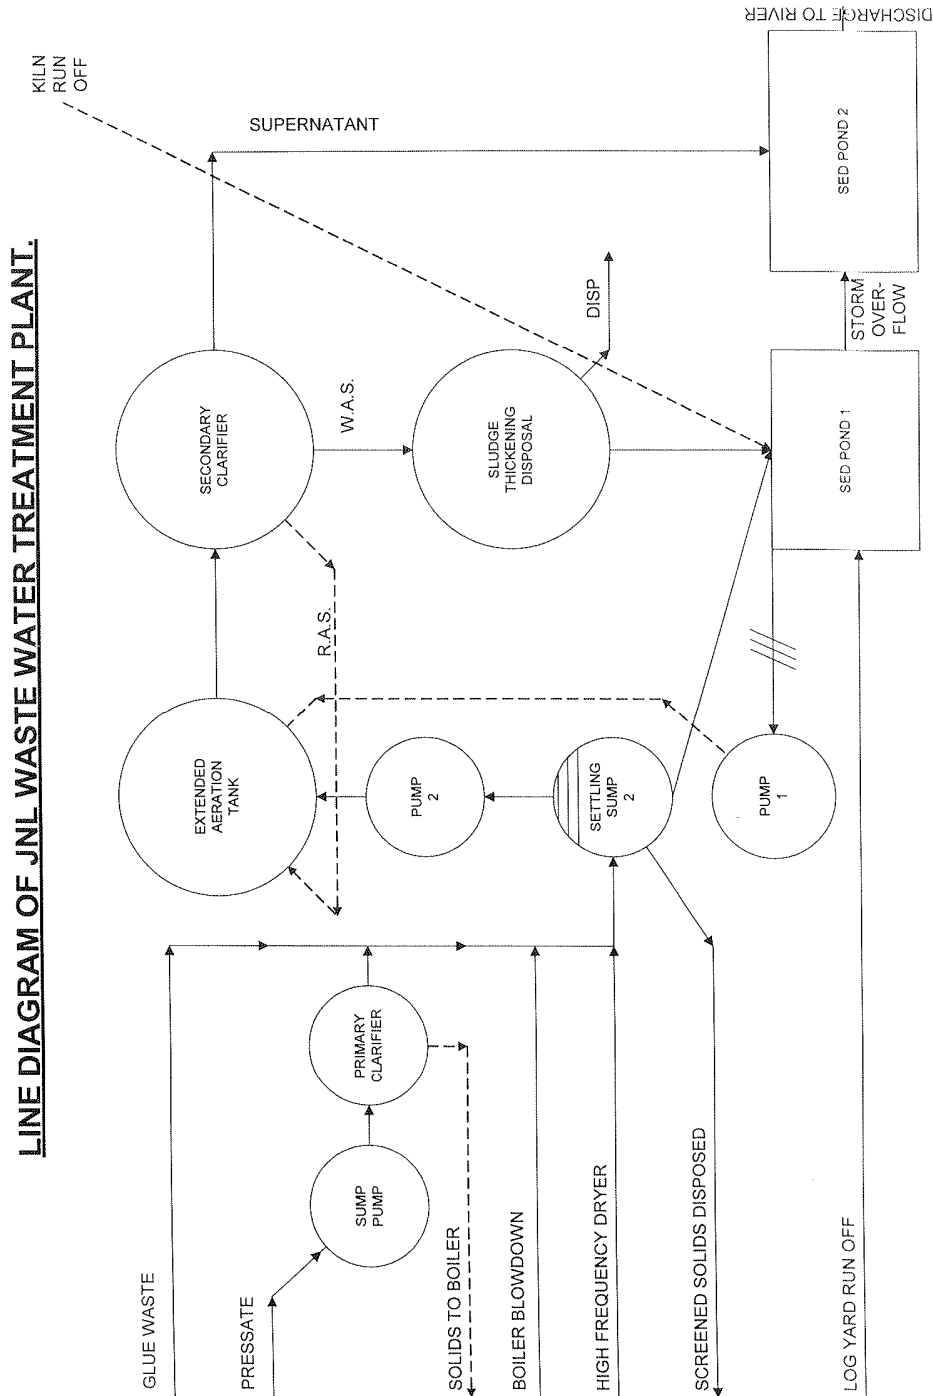 LINE DIAGRAM OF JNL WASTE WATER TREATMENT PLANT.
KILN
RUN
OFF
SUPERNATANT
SECONDARY
CLARIFIER
W.A.S.
SLUDGE
THICKENING
DISPOSAL
DISP
SED POND 2
DISCHARGE TO RIVER
STORM
OVER-
FLOW
SED POND 1
R.A.S.
EXTENDED
AERATION
TANK
PUMP
2
SETTLING
SUMP
2
PUMP
1
PRIMARY
CLARIFIER
SUMP
PUMP
GLUE WASTE
PRESSATE
SOLIDS TO BOILER
BOILER BLOWDOWN
HIGH FREQUENCY DRYER
SCREENED SOLIDS DISPOSED
LOG YARD RUN OFF